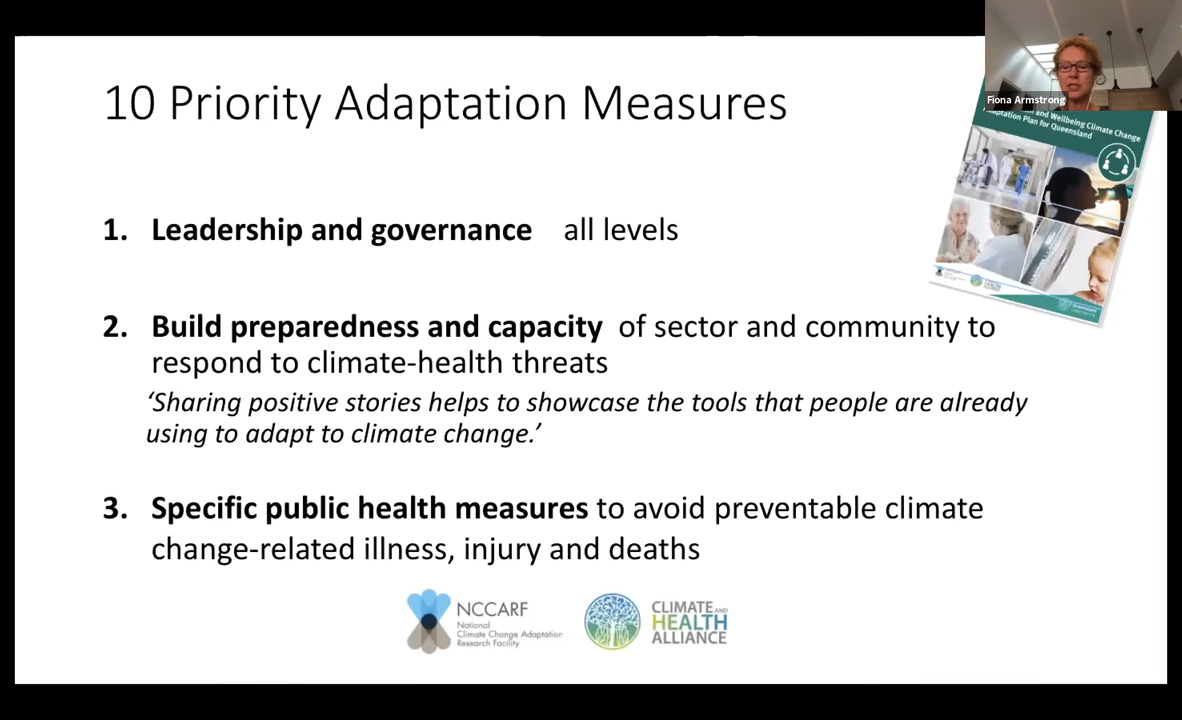 10 Priority Adaptation Measures
Fiona Armstrong
and Wellbeing Climate Change
Adaptation Plan for Queensland
1. Leadership and governance all levels
2. Build preparedness and capacity of sector and community to
respond to climate-health threats
‘Sharing positive stories helps to showcase the tools that people are already
using to adapt to climate change.’
3. Specific public health measures to avoid preventable climate
change-related illness, injury and deaths
NCCARF
National
Climate Change Adaptation
Research Facility
CLIMATE AND
HEALTH
ALLIANCE